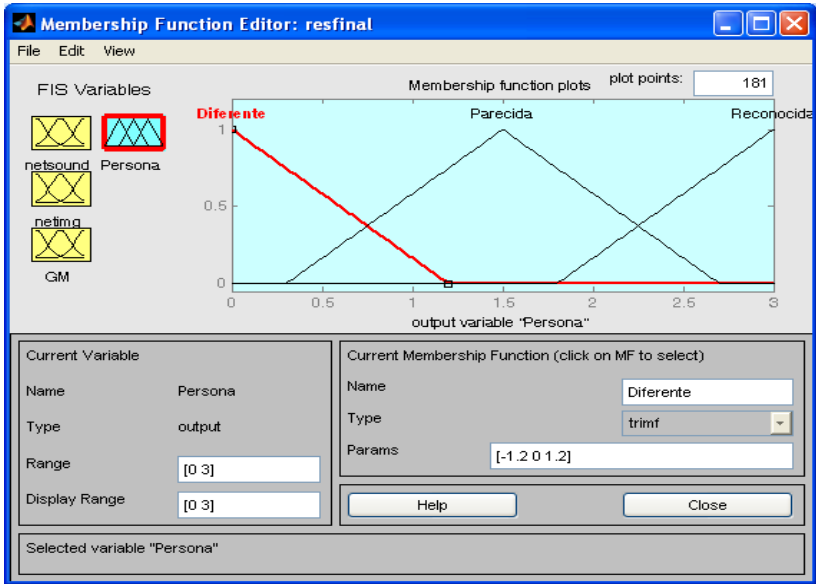 Membership Function Editor: resfinal
File Edit View
FIS Variables
netsound
Persona
netimg
GM
Membership function plots
plot points:
181
Diferente
Parecida
Reconocida
1
0.5
0
0
0.5
1
1.5
2
2.5
3
output variable "Persona"
Current Variable
Name
Persona
Type
output
Range
[0 3]
Display Range
[0 3]
Current Membership Function (click on MF to select)
Name
Diferente
Type
trimf
Params
[-1.2 0 1.2]
Help
Close
Selected variable "Persona"